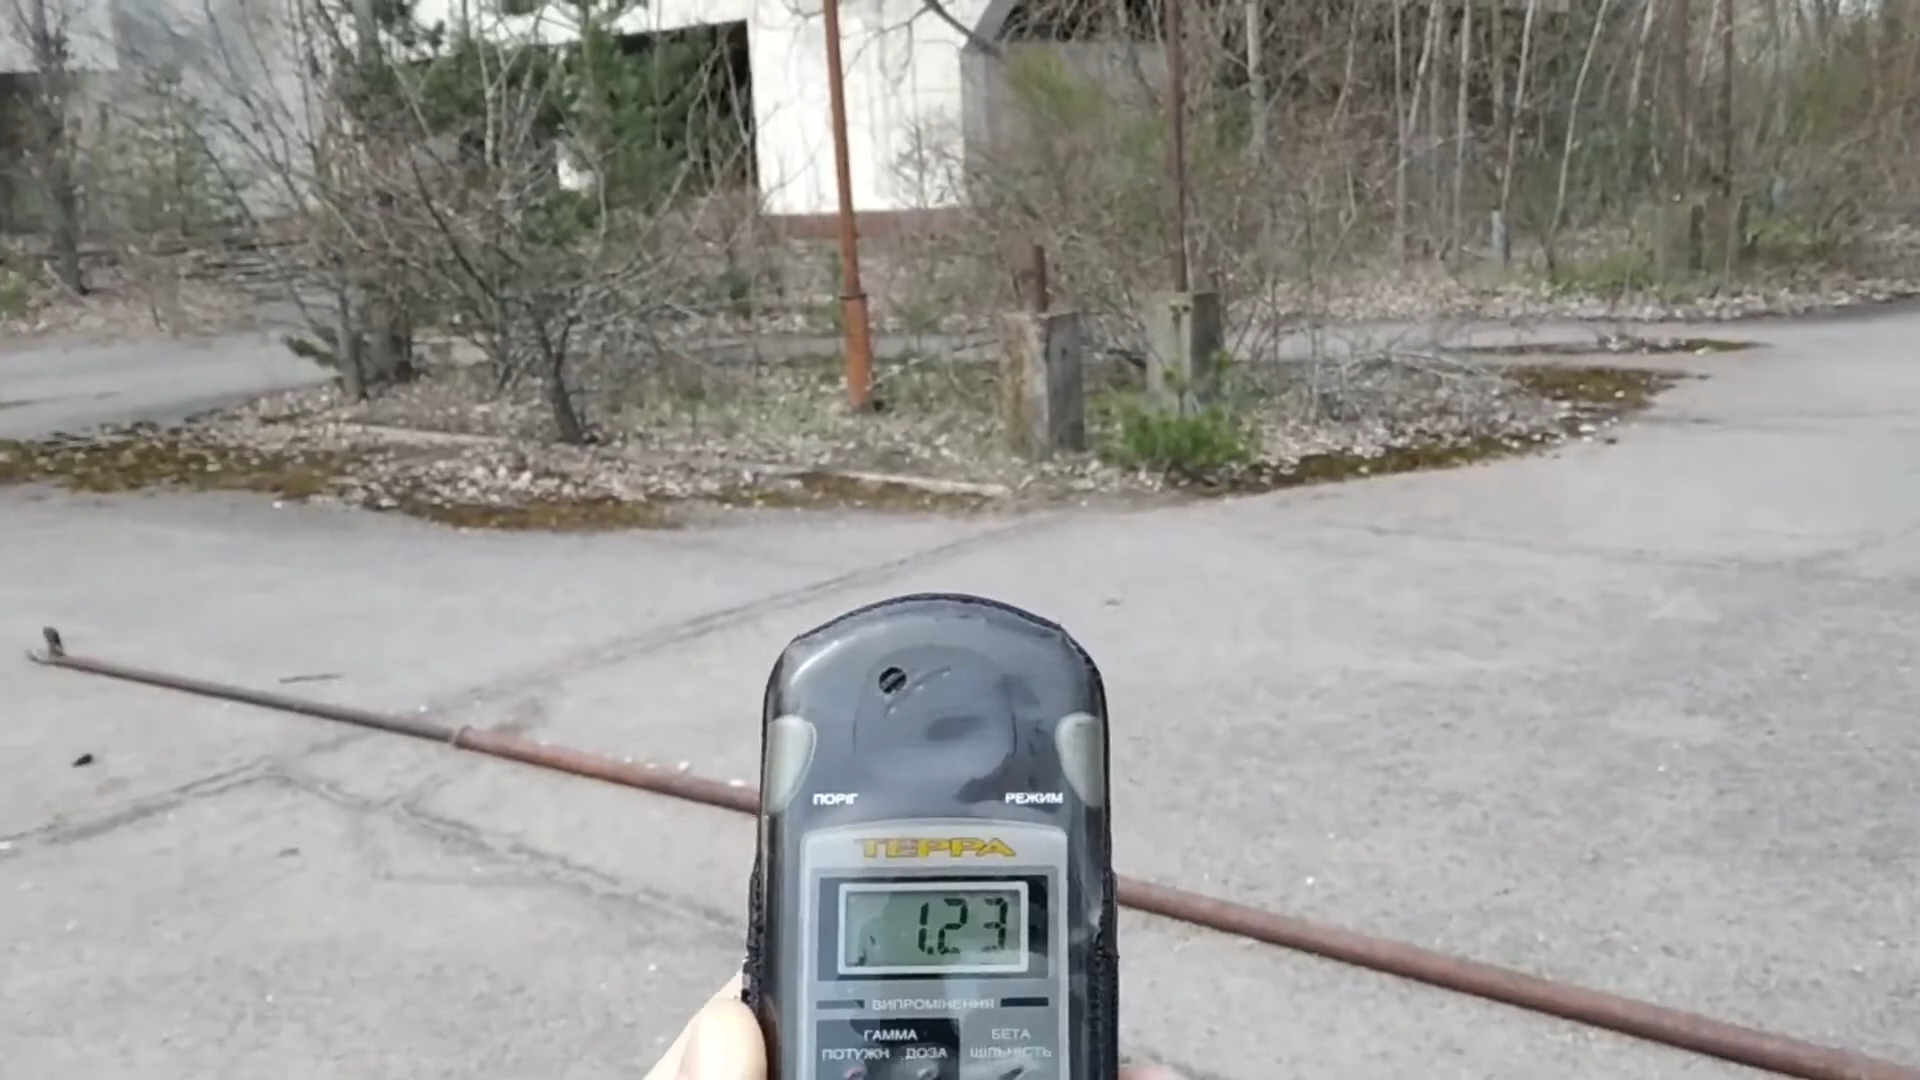 ПОРІГ РЕЖИМ
ТЕРРА
1.23
ВИПРОМІНЕННЯ
ГАММА БЕТА
ПОТУЖН ДОЗА ЩІЛЬНІСТЬ